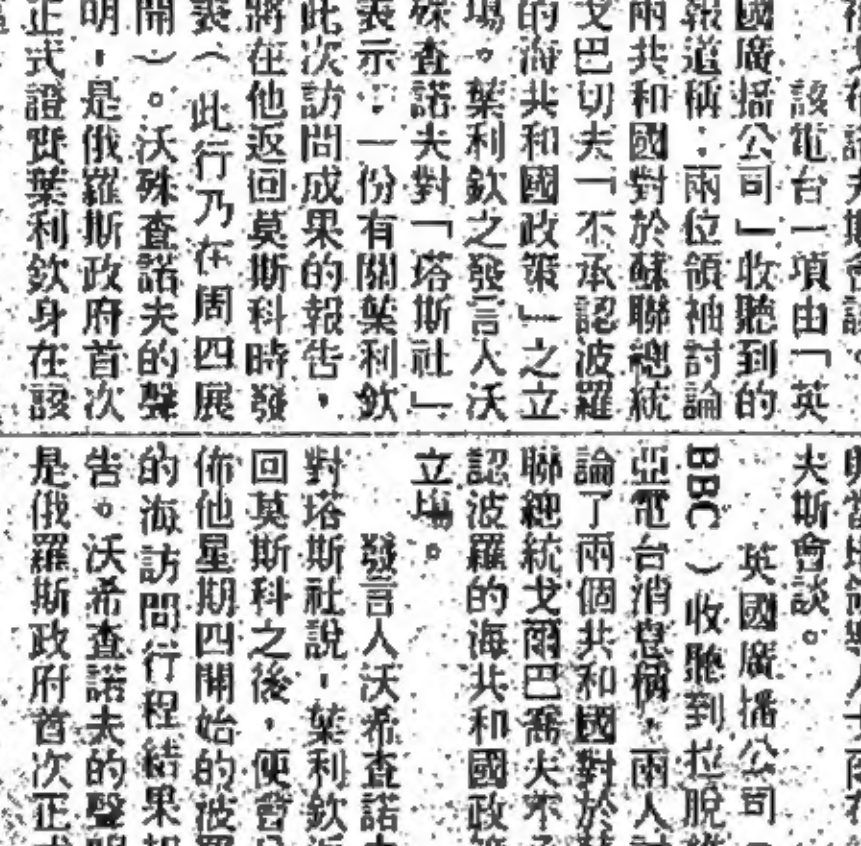 該電台一項由「英
國廣播公司」收聽到的
報道稱：兩位領袖討論
兩共和國對於蘇聯總統
戈巴切夫「不承認波羅
的海共和國政策」之立
場。葉利欽之發言人沃
殊查諾夫對「塔斯社」
表示：一份有關葉利欽
此次訪問成果的報告，
將在他返回莫斯科時發
表（此行乃在周四展
開）。沃殊查諾夫的聲
明，是俄羅斯政府首次
正式證實葉利欽身在該
夫斯會談。
英國廣播公司
BBC）收聽到拉脫維
亞電台消息稱，兩人討
論了兩個共和國對於
聯總統戈爾巴喬夫不
認波羅的海共和國政
立場。
發言人沃希查諾夫
對塔斯社說，葉利欽返
回莫斯科之後，便會
佈他星期四開始的波羅
的海訪問行程結果報
告。沃希查諾夫的聲明
是俄羅斯政府首次正式